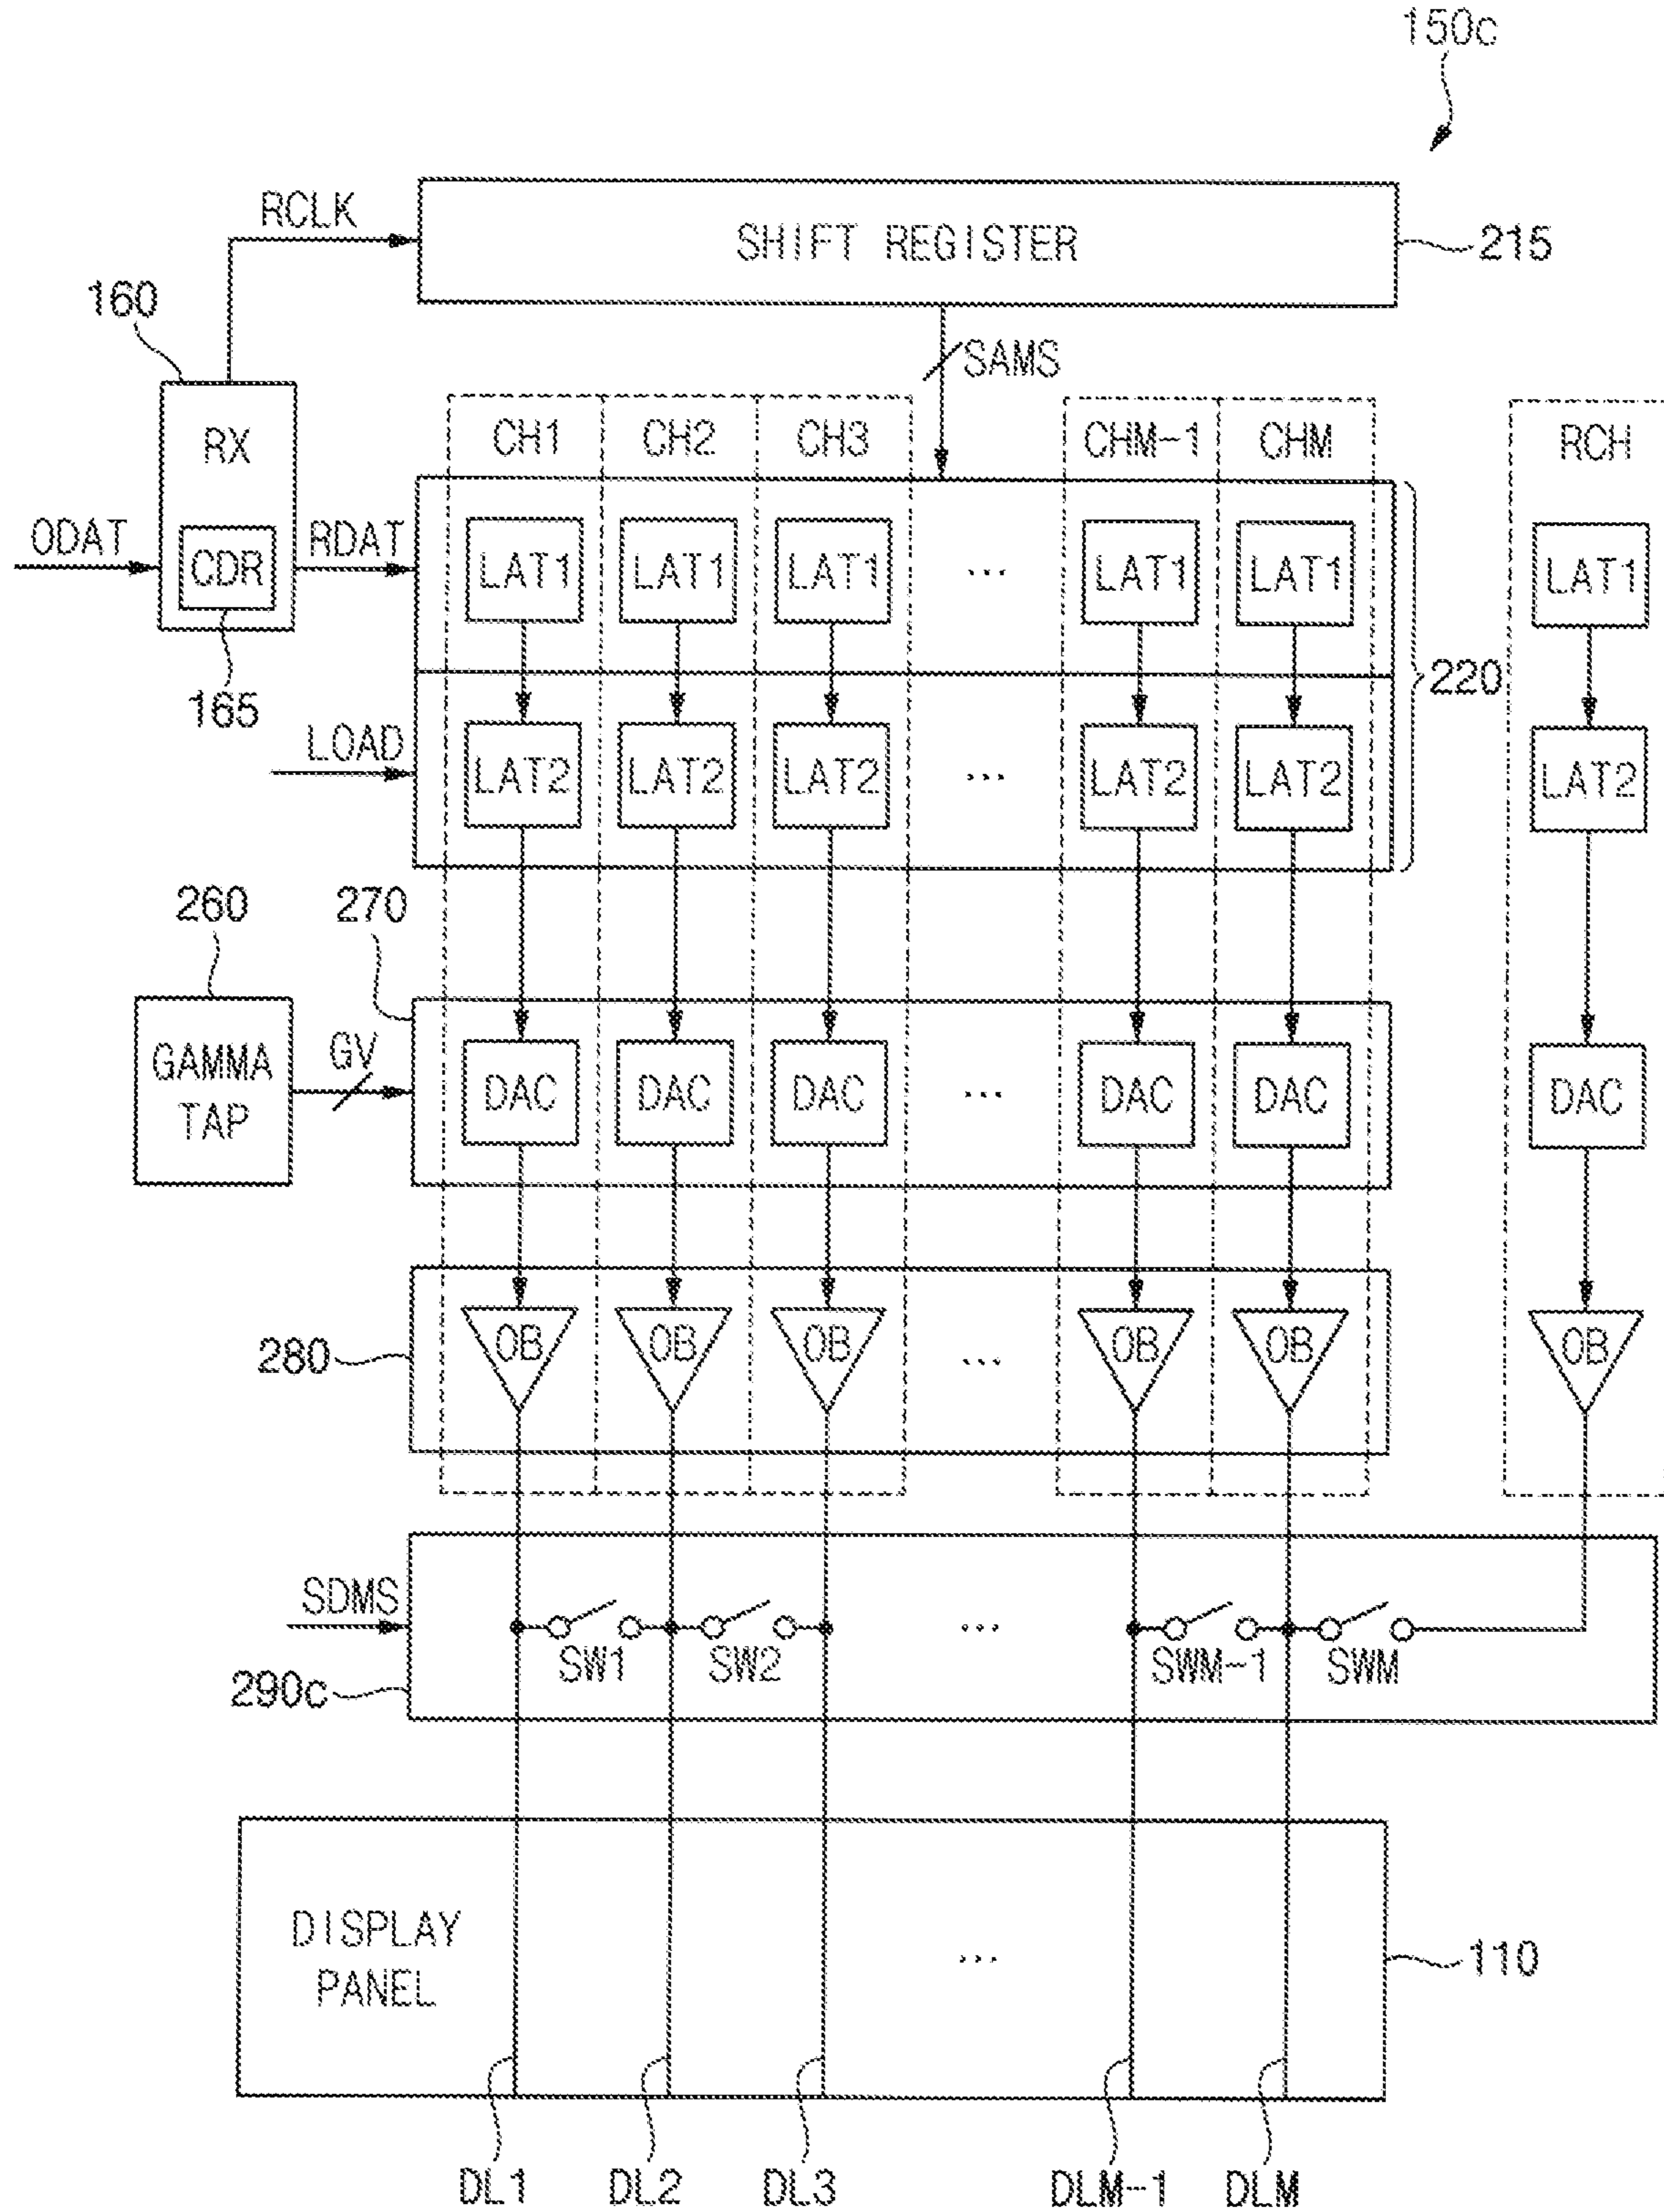 150c
RCLK
SHIFT REGISTER
215
160
SAMS
RX
CH1 CH2 CH3 CHM-1 CHM RCH
ODAT
CDR
RDAT
LAT1 LAT1 LAT1 ... LAT1 LAT1 LAT1
165
220
LOAD
LAT2 LAT2 LAT2 ... LAT2 LAT2 LAT2
260
270
GAMMA
TAP
GV
DAC DAC DAC ... DAC DAC DAC
280
OB OB OB ... OB OB OB
SDMS
...
SW1 SW2 SWM-1 SWM
290c
DISPLAY
PANEL
...
110
DL1 DL2 DL3 DLM-1 DLM